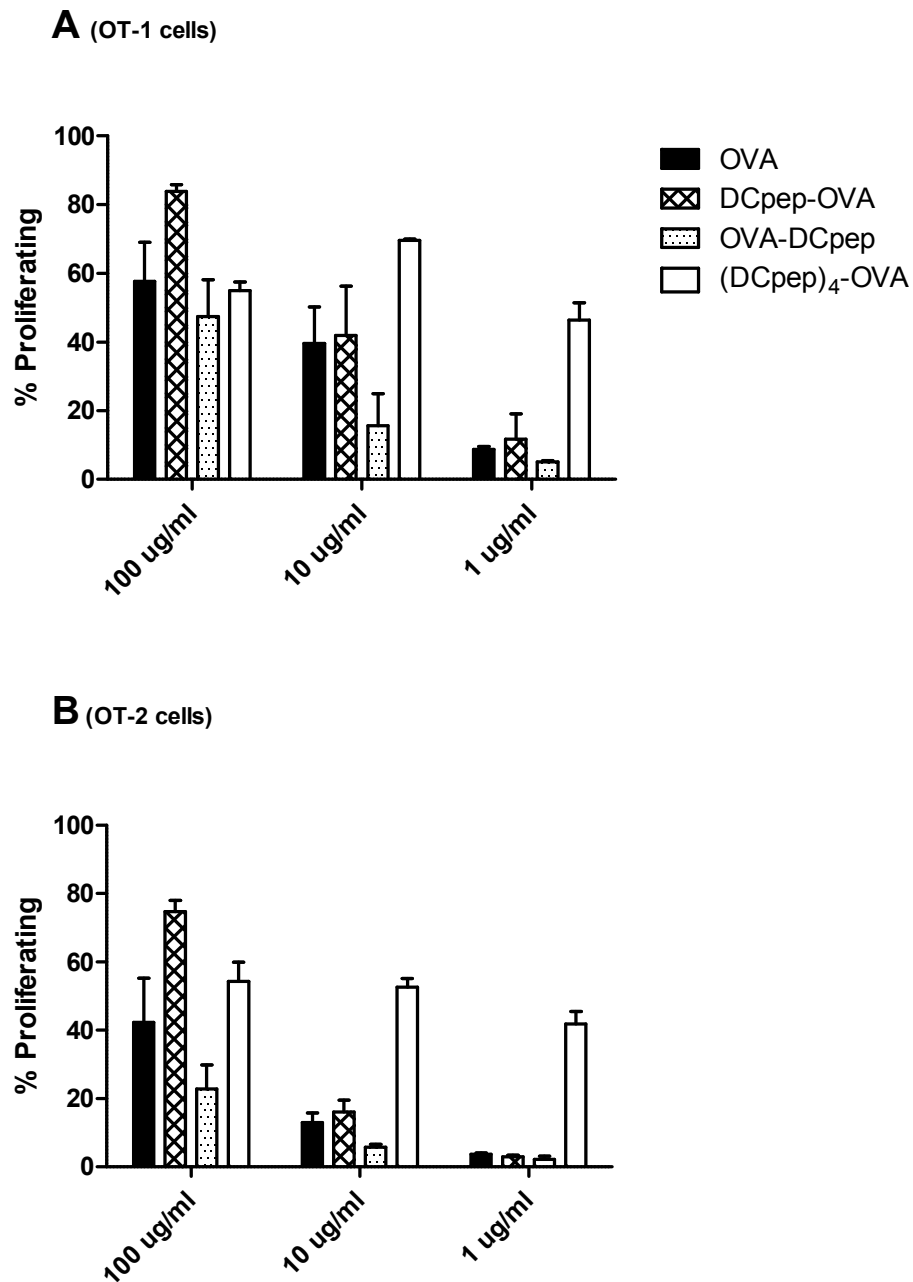 A (OT-1 cells)
100
80
60
40
20
0
% Proliferating
100 ug/ml
10 ug/ml
1 ug/ml
OVA
DCpep-OVA
OVA-DCpep
(DCpep)4-OVA
B (OT-2 cells)
100
80
60
40
20
0
% Proliferating
100 ug/ml
10 ug/ml
1 ug/ml